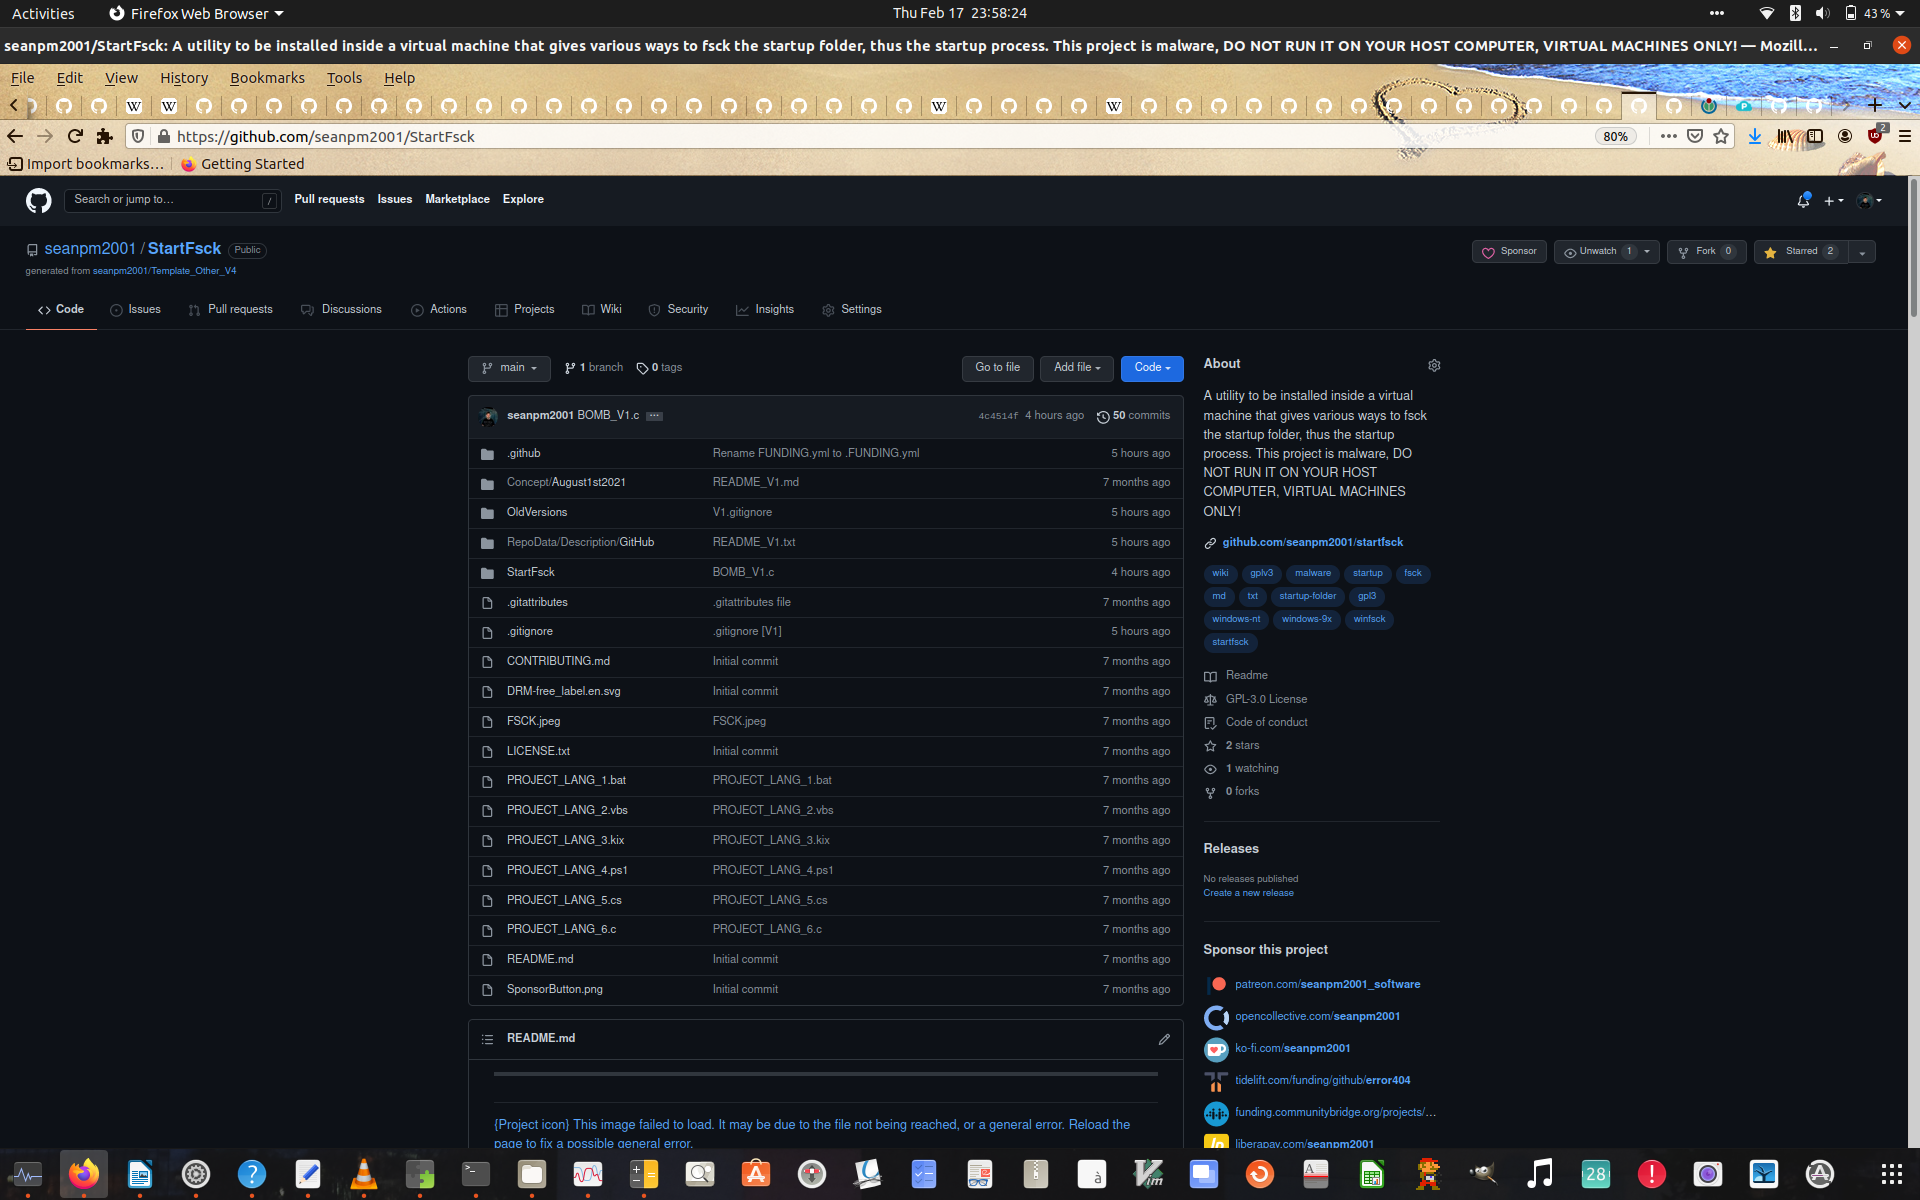 Activities
Firefox Web Browser
Thu Feb 17 23:58:24
43 %
seanpm2001/StartFsck: A utility to be installed inside a virtual machine that gives various ways to fsck the startup folder, thus the startup process. This project is malware, DO NOT RUN IT ON YOUR HOST COMPUTER, VIRTUAL MACHINES ONLY! — Mozill...
File Edit View History Bookmarks Tools Help
https://github.com/seanpm2001/StartFsck
80%
2
Import bookmarks...
Getting Started
Search or jump to...
/
Pull requests Issues Marketplace Explore
seanpm2001 / StartFsck Public
generated from seanpm2001/Template_Other_V4
Sponsor
Unwatch 1
Fork 0
Starred 2
Code Issues Pull requests Discussions Actions Projects Wiki Security Insights Settings
main
1 branch
0 tags
Go to file
Add file
Code
seanpm2001 BOMB_V1.c
4c4514f 4 hours ago
50 commits
.github Rename FUNDING.yml to .FUNDING.yml 5 hours ago
Concept/August1st2021 README_V1.md 7 months ago
OldVersions V1.gitignore 5 hours ago
RepoData/Description/GitHub README_V1.txt 5 hours ago
StartFsck BOMB_V1.c 4 hours ago
.gitattributes .gitattributes file 7 months ago
.gitignore .gitignore [V1] 5 hours ago
CONTRIBUTING.md Initial commit 7 months ago
DRM-free_label.en.svg Initial commit 7 months ago
FSCK.jpeg FSCK.jpeg 7 months ago
LICENSE.txt Initial commit 7 months ago
PROJECT_LANG_1.bat PROJECT_LANG_1.bat 7 months ago
PROJECT_LANG_2.vbs PROJECT_LANG_2.vbs 7 months ago
PROJECT_LANG_3.kix PROJECT_LANG_3.kix 7 months ago
PROJECT_LANG_4.ps1 PROJECT_LANG_4.ps1 7 months ago
PROJECT_LANG_5.cs PROJECT_LANG_5.cs 7 months ago
PROJECT_LANG_6.c PROJECT_LANG_6.c 7 months ago
README.md Initial commit 7 months ago
SponsorButton.png Initial commit 7 months ago
README.md
{Project icon} This image failed to load. It may be due to the file not being reached, or a general error. Reload the
page to fix a possible general error.
About
A utility to be installed inside a virtual
machine that gives various ways to fsck
the startup folder, thus the startup
process. This project is malware, DO
NOT RUN IT ON YOUR HOST
COMPUTER, VIRTUAL MACHINES
ONLY!
github.com/seanpm2001/startfsck
wiki gplv3 malware startup fsck
md txt startup-folder gpl3
windows-nt windows-9x winfsck
startfsck
Readme
GPL-3.0 License
Code of conduct
2 stars
1 watching
0 forks
Releases
No releases published
Create a new release
Sponsor this project
patreon.com/seanpm2001_software
opencollective.com/seanpm2001
ko-fi.com/seanpm2001
tidelift.com/funding/github/error404
funding.communitybridge.org/projects/...
liberapay.com/seanpm2001
28